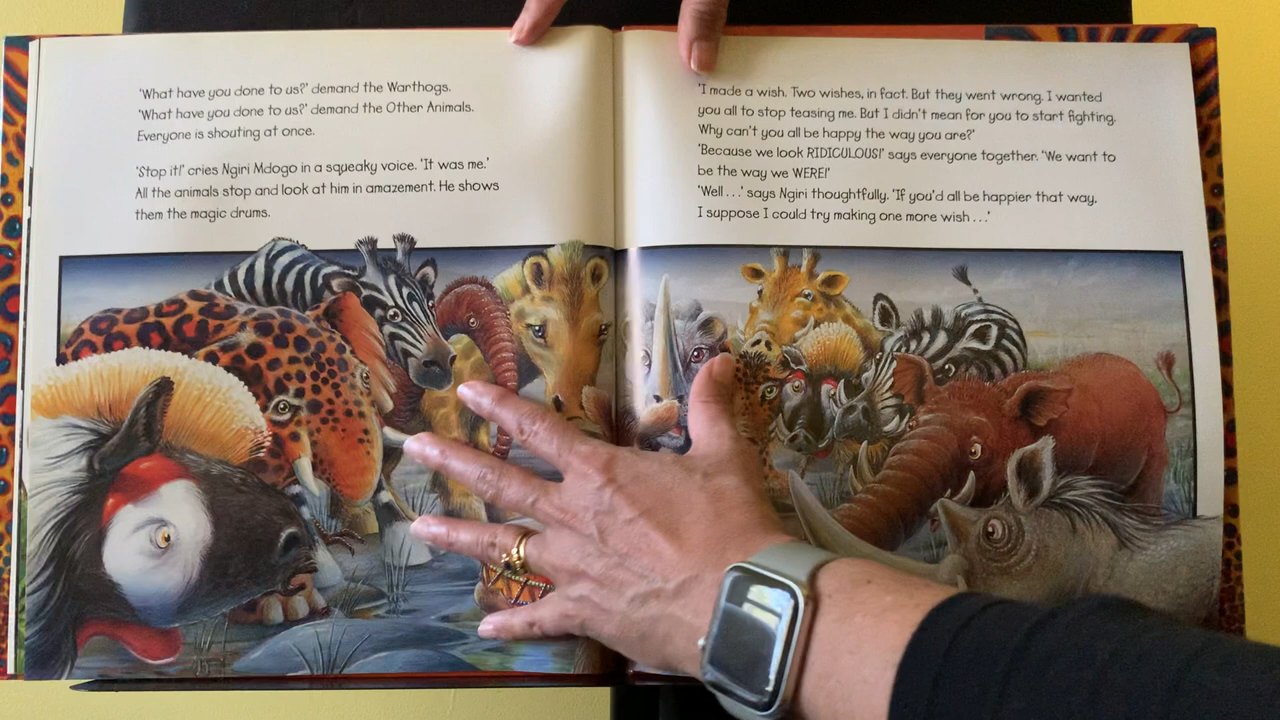 ‘What have you done to us?’ demand the Warthogs.
‘What have you done to us?’ demand the Other Animals.
Everyone is shouting at once.
‘Stop it!’ cries Ngiri Mdogo in a squeaky voice. ‘It was me.’
All the animals stop and look at him in amazement. He shows
them the magic drums.
‘I made a wish. Two wishes, in fact. But they went wrong. I wanted
you all to stop teasing me. But I didn’t mean for you to start fighting.
Why can’t you all be happy the way you are?’
‘Because we look RIDICULOUS!’ says everyone together. ‘We want to
be the way we WERE!’
‘Well . . .’ says Ngiri thoughtfully. ‘If you’d all be happier that way,
I suppose I could try making one more wish . . .’